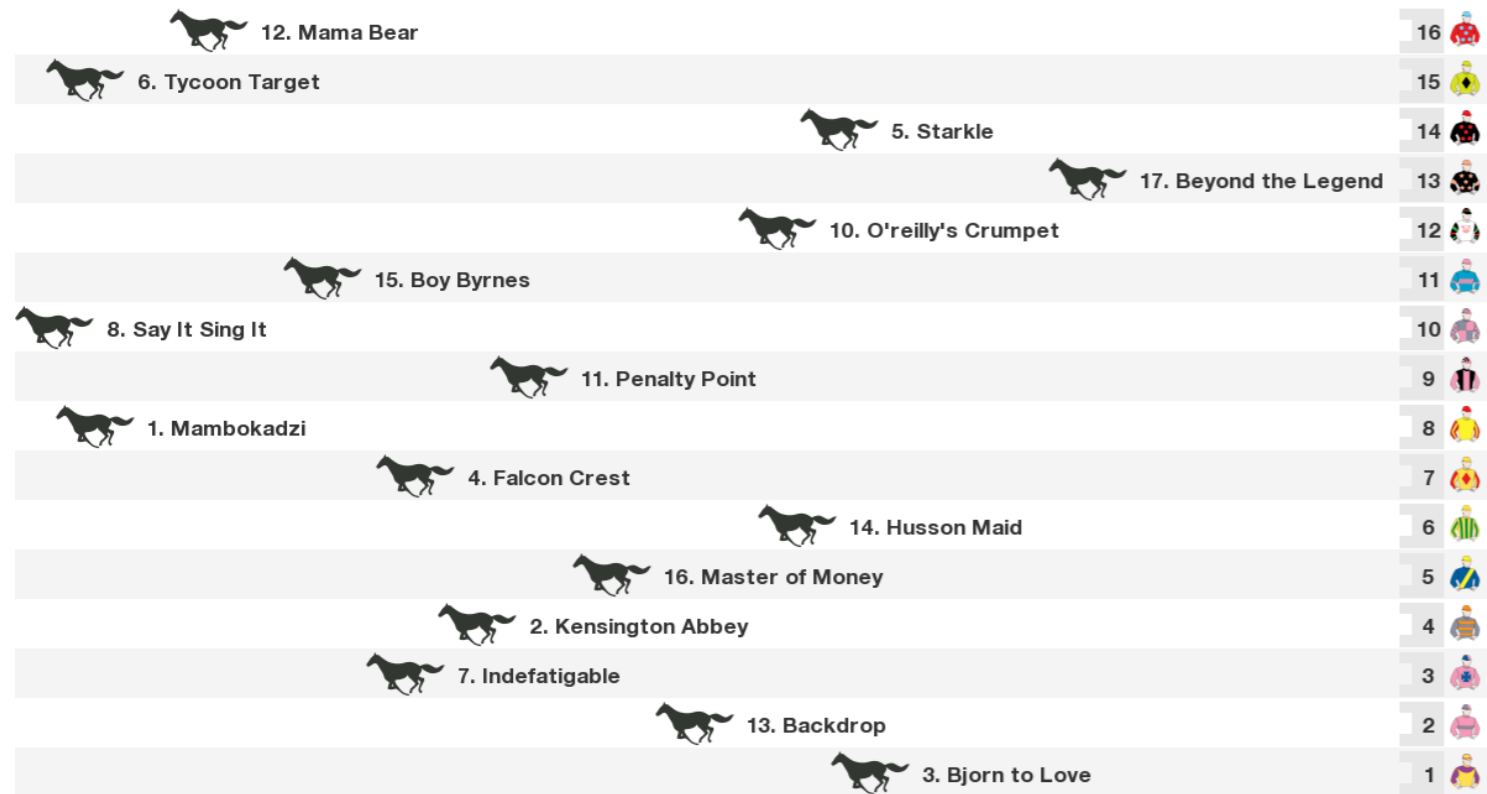 12. Mama Bear 16
6. Tycoon Target 15
5. Starkle 14
17. Beyond the Legend 13
10. O'reilly's Crumpet 12
15. Boy Byrnes 11
8. Say It Sing It 10
11. Penalty Point 9
1. Mambokadzi 8
4. Falcon Crest 7
14. Husson Maid 6
16. Master of Money 5
2. Kensington Abbey 4
7. Indefatigable 3
13. Backdrop 2
3. Bjorn to Love 1